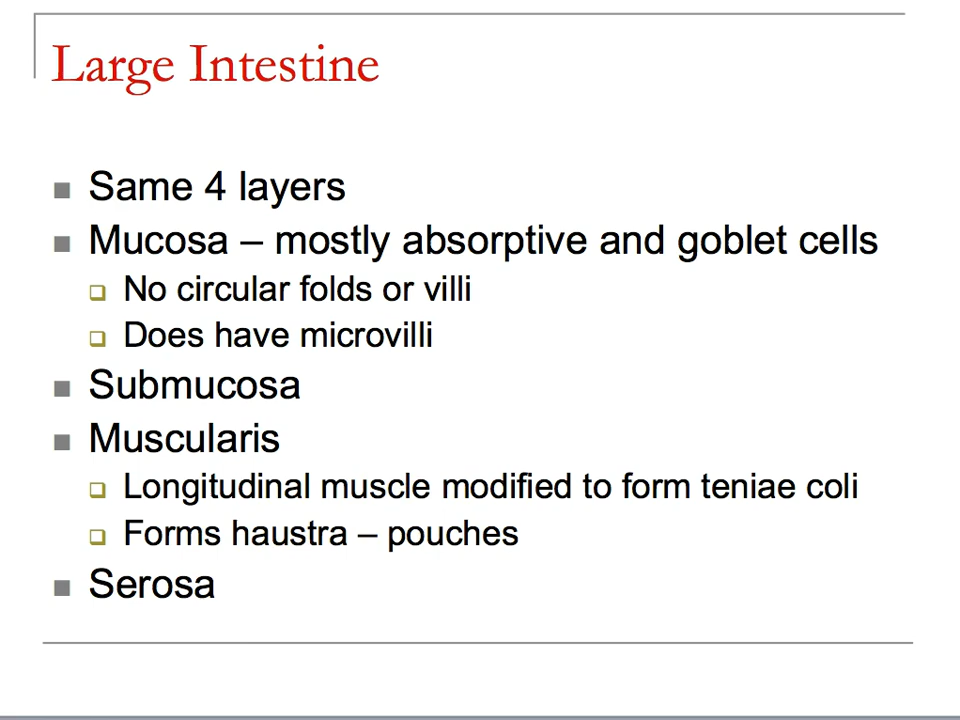 Large Intestine
Same 4 layers
Mucosa – mostly absorptive and goblet cells
No circular folds or villi
Does have microvilli
Submucosa
Muscularis
Longitudinal muscle modified to form teniae coli
Forms haustra – pouches
Serosa